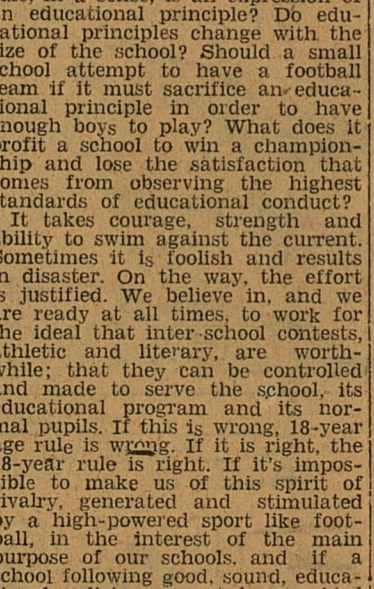 n educational principle? Do edu-
ational principles change with the
ize of the school? Should a small
chool attempt to have a football
eam if it must sacrifice an educa-
ional principle in order to have
nough boys to play? What does it
rofit a school to win a champion-
hip and lose the satisfaction that
omes from observing the highest
tandards of educational conduct?
It takes courage, strength and
bility to swim against the current.
Sometimes it is foolish and results
n disaster. On the way, the effort
s justified. We believe in, and we
re ready at all times, to work for
he ideal that inter-school contests,
thletic and literary, are worth-
while; that they can be controlled
and made to serve the school, its
educational program and its nor-
mal pupils. If this is wrong, 18-year
age rule is wrong. If it is right, the
8-year rule is right. If it's impos-
ible to make us of this spirit of
rivalry, generated and stimulated
by a high-powered sport like foot-
ball, in the interest of the main
purpose of our schools. and if a
chool following good, sound, educa-